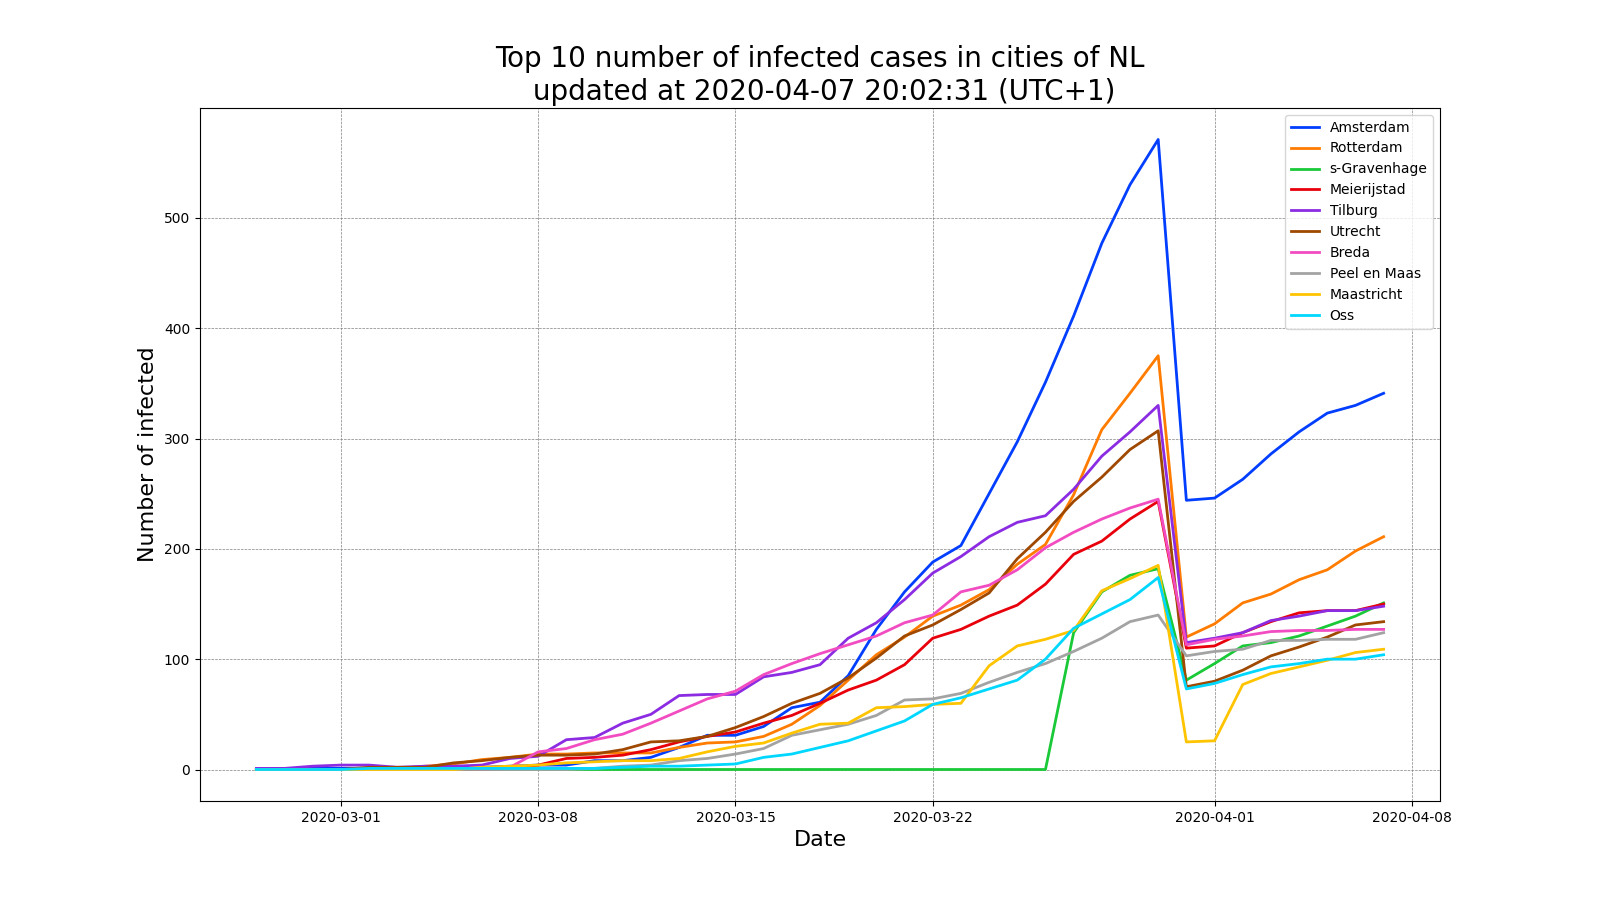 Top 10 number of infected cases in cities of NL
updated at 2020-04-07 20:02:31 (UTC+1)
Amsterdam
Rotterdam
s-Gravenhage
Meierijstad
Tilburg
Utrecht
Breda
Peel en Maas
Maastricht
Oss
Number of infected
500
400
300
200
100
0
2020-03-01
2020-03-08
2020-03-15
2020-03-22
2020-04-01
2020-04-08
Date